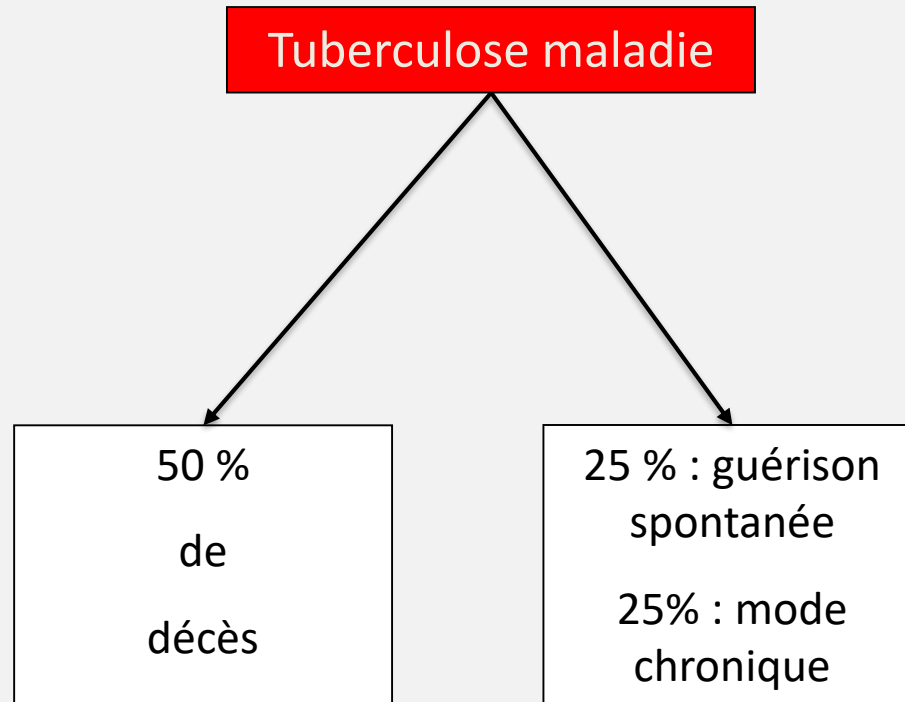 Tuberculose maladie
50 %
de
décès
25 % : guérison
spontanée
25% : mode
chronique